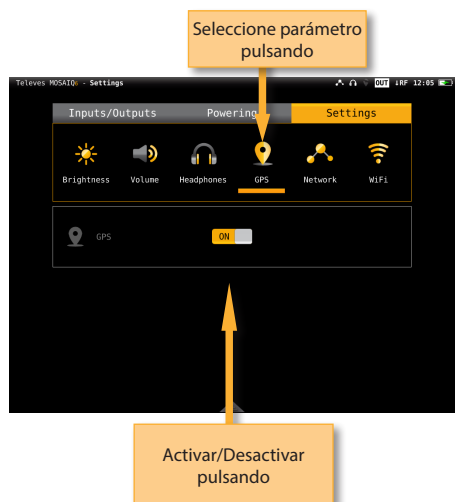 Seleccione parámetro
pulsando
Televes MOSAIQ6 - Settings
OUT ↓RF 12:05
Inputs/Outputs Powering Settings
Brightness Volume Headphones GPS Network WiFi
GPS ON
Activar/Desactivar
pulsando